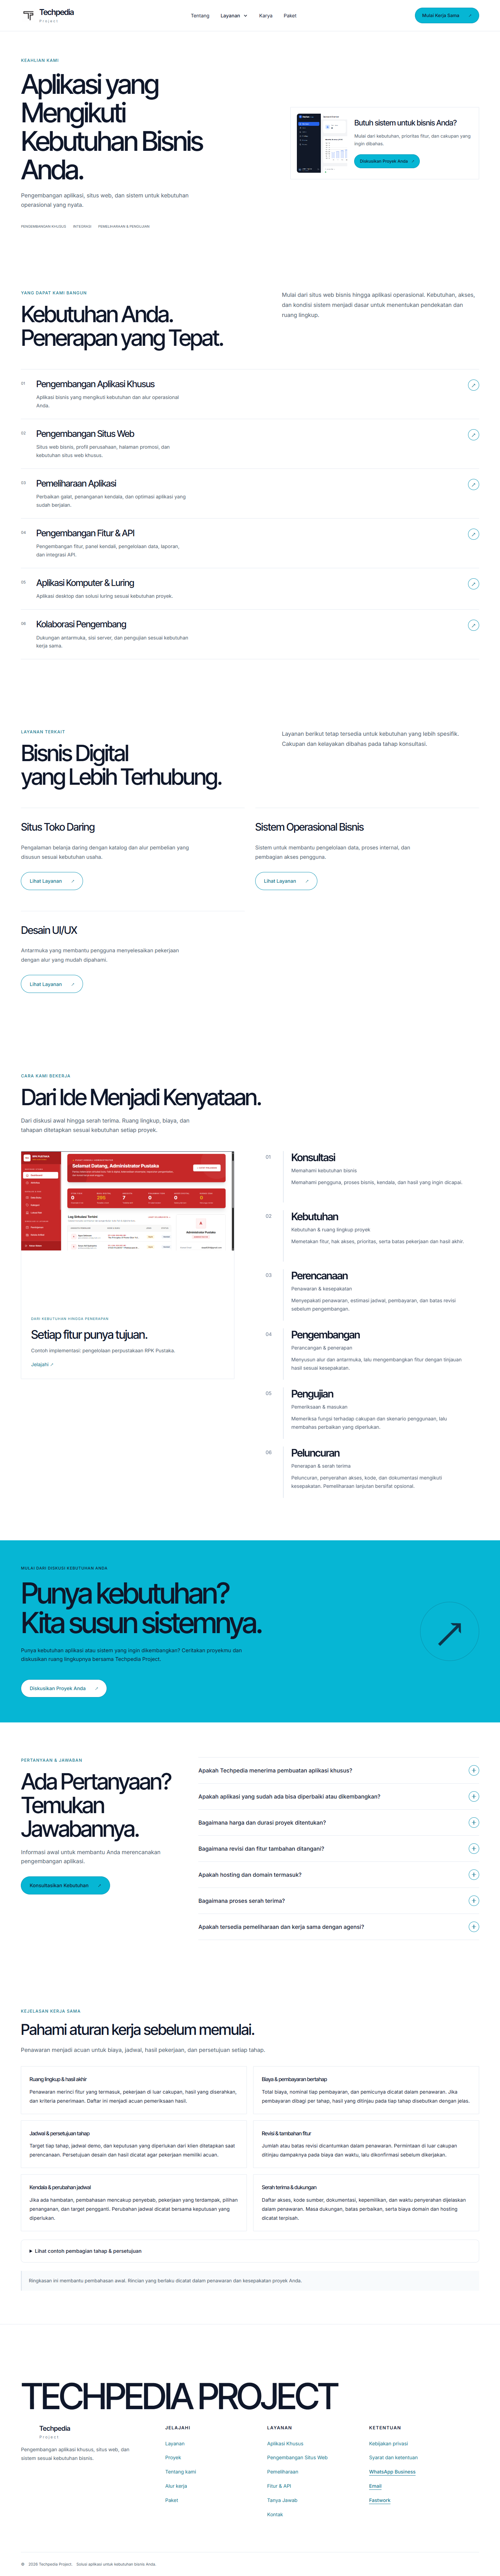 Techpedia
Project
Tentang
Layanan
Karya
Paket
Mulai Kerja Sama
KEAHLIAN KAMI
Aplikasi yang
Mengikuti
Kebutuhan Bisnis
Anda.
Pengembangan aplikasi, situs web, dan sistem untuk kebutuhan
operasional yang nyata.
PENGEMBANGAN KHUSUS
INTEGRASI
PEMELIHARAAN & PENGUJIAN
Butuh sistem untuk bisnis Anda?
Mulai dari kebutuhan, prioritas fitur, dan cakupan yang
ingin dibahas.
Diskusikan Proyek Anda
YANG DAPAT KAMI BANGUN
Kebutuhan Anda.
Penerapan yang Tepat.
Mulai dari situs web bisnis hingga aplikasi operasional. Kebutuhan, akses,
dan kondisi sistem menjadi dasar untuk menentukan pendekatan dan
ruang lingkup.
01
Pengembangan Aplikasi Khusus
Aplikasi bisnis yang mengikuti kebutuhan dan alur operasional
Anda.
02
Pengembangan Situs Web
Situs web bisnis, profil perusahaan, halaman promosi, dan
kebutuhan situs web khusus.
03
Pemeliharaan Aplikasi
Perbaikan galat, penanganan kendala, dan optimasi aplikasi yang
sudah berjalan.
04
Pengembangan Fitur & API
Pengembangan fitur, panel kendali, pengelolaan data, laporan,
dan integrasi API.
05
Aplikasi Komputer & Luring
Aplikasi desktop dan solusi luring sesuai kebutuhan proyek.
06
Kolaborasi Pengembang
Dukungan antarmuka, sisi server, dan pengujian sesuai kebutuhan
kerja sama.
LAYANAN TERKAIT
Bisnis Digital
yang Lebih Terhubung.
Layanan berikut tetap tersedia untuk kebutuhan yang lebih spesifik.
Cakupan dan kelayakan dibahas pada tahap konsultasi.
Situs Toko Daring
Pengalaman belanja daring dengan katalog dan alur pembelian yang
disusun sesuai kebutuhan usaha.
Lihat Layanan
Sistem Operasional Bisnis
Sistem untuk membantu pengelolaan data, proses internal, dan
pembagian akses pengguna.
Lihat Layanan
Desain UI/UX
Antarmuka yang membantu pengguna menyelesaikan pekerjaan
dengan alur yang mudah dipahami.
Lihat Layanan
CARA KAMI BEKERJA
Dari Ide Menjadi Kenyataan.
Dari diskusi awal hingga serah terima. Ruang lingkup, biaya, dan
tahapan ditetapkan sesuai kebutuhan setiap proyek.
Selamat Datang, Administrator Pustaka
DARI KEBUTUHAN HINGGA PENERAPAN
Setiap fitur punya tujuan.
Contoh implementasi: pengelolaan perpustakaan RPK Pustaka.
Jelajahi
01
Konsultasi
Memahami kebutuhan bisnis
Memahami pengguna, proses bisnis, kendala, dan hasil yang ingin dicapai.
02
Kebutuhan
Kebutuhan & ruang lingkup proyek
Memetakan fitur, hak akses, prioritas, serta batas pekerjaan dan hasil akhir.
03
Perencanaan
Penawaran & kesepakatan
Menyepakati penawaran, estimasi jadwal, pembayaran, dan batas revisi
sebelum pengembangan.
04
Pengembangan
Perancangan & penerapan
Menyusun alur dan antarmuka, lalu mengembangkan fitur dengan tinjauan
hasil sesuai kesepakatan.
05
Pengujian
Pemeriksaan & masukan
Memeriksa fungsi terhadap cakupan dan skenario penggunaan, lalu
membahas perbaikan yang diperlukan.
06
Peluncuran
Penerapan & serah terima
Peluncuran, penyerahan akses, kode, dan dokumentasi mengikuti
kesepakatan. Pemeliharaan lanjutan bersifat opsional.
MULAI DARI DISKUSI KEBUTUHAN ANDA
Punya kebutuhan?
Kita susun sistemnya.
Punya kebutuhan aplikasi atau sistem yang ingin dikembangkan? Ceritakan proyekmu dan
diskusikan ruang lingkupnya bersama Techpedia Project.
Diskusikan Proyek Anda
PERTANYAAN & JAWABAN
Ada Pertanyaan?
Temukan
Jawabannya.
Informasi awal untuk membantu Anda merencanakan
pengembangan aplikasi.
Konsultasikan Kebutuhan
Apakah Techpedia menerima pembuatan aplikasi khusus?
Apakah aplikasi yang sudah ada bisa diperbaiki atau dikembangkan?
Bagaimana harga dan durasi proyek ditentukan?
Bagaimana revisi dan fitur tambahan ditangani?
Apakah hosting dan domain termasuk?
Bagaimana proses serah terima?
Apakah tersedia pemeliharaan dan kerja sama dengan agensi?
KEJELASAN KERJA SAMA
Pahami aturan kerja sebelum memulai.
Penawaran menjadi acuan untuk biaya, jadwal, hasil pekerjaan, dan persetujuan setiap tahap.
Ruang lingkup & hasil akhir
Penawaran merinci fitur yang termasuk, pekerjaan di luar cakupan, hasil yang diserahkan,
dan kriteria penerimaan. Daftar ini menjadi acuan pemeriksaan hasil.
Biaya & pembayaran bertahap
Total biaya, nominal tiap pembayaran, dan pemicunya dicatat dalam penawaran. Jika
pembayaran dibagi per tahap, hasil yang ditinjau pada tiap tahap disebutkan dengan jelas.
Jadwal & persetujuan tahap
Target tiap tahap, jadwal demo, dan keputusan yang diperlukan dari klien ditetapkan saat
perencanaan. Persetujuan desain dan hasil dicatat agar pekerjaan memiliki acuan.
Revisi & tambahan fitur
Jumlah atau batas revisi dicantumkan dalam penawaran. Permintaan di luar cakupan
ditinjau dampaknya pada biaya dan waktu, lalu dikonfirmasi sebelum dikerjakan.
Kendala & perubahan jadwal
Jika ada hambatan, pembahasan mencakup penyebab, pekerjaan yang terdampak, pilihan
penanganan, dan target pengganti. Perubahan jadwal dicatat bersama keputusan yang
diperlukan.
Serah terima & dukungan
Daftar akses, kode sumber, dokumentasi, kepemilikan, dan waktu penyerahan dijelaskan
dalam penawaran. Masa dukungan, batas perbaikan, serta biaya domain dan hosting
dicatat terpisah.
Lihat contoh pembagian tahap & persetujuan
Ringkasan ini membantu pembahasan awal. Rincian yang berlaku dicatat dalam penawaran dan kesepakatan proyek Anda.
TECHPEDIA PROJECT
Techpedia
Project
Pengembangan aplikasi khusus, situs web, dan
sistem sesuai kebutuhan bisnis.
JELAJAHI
Layanan
Proyek
Tentang kami
Alur kerja
Paket
LAYANAN
Aplikasi Khusus
Pengembangan Situs Web
Pemeliharaan
Fitur & API
Tanya Jawab
Kontak
KETENTUAN
Kebijakan privasi
Syarat dan ketentuan
WhatsApp Business
Email
Fastwork
© 2026 Techpedia Project. Solusi aplikasi untuk kebutuhan bisnis Anda.